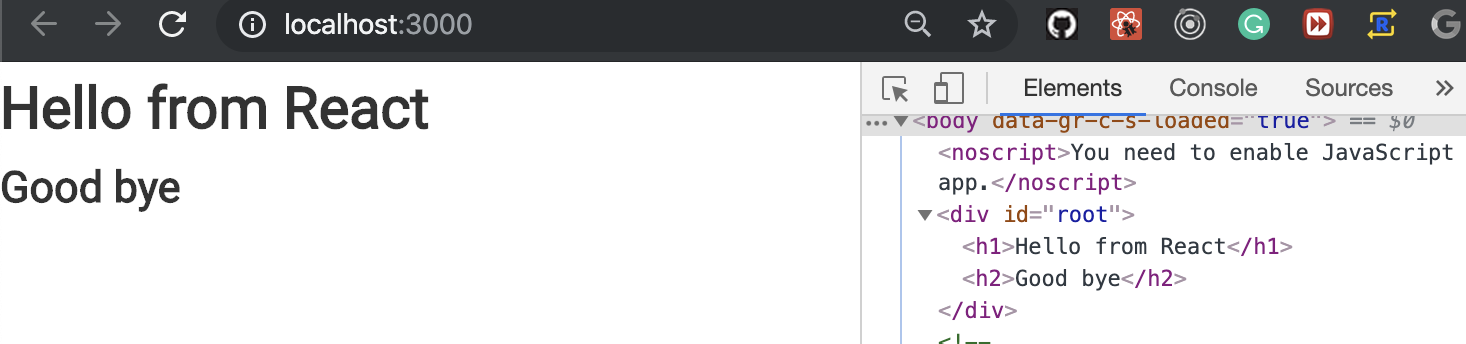 localhost:3000
Hello from React
Good bye
Elements Console Sources »
…▼<body data-gr-c-s-loaded="true"> == $0
<noscript>You need to enable JavaScript
app.</noscript>
▼<div id="root">
<h1>Hello from React</h1>
<h2>Good bye</h2>
</div>
<!--